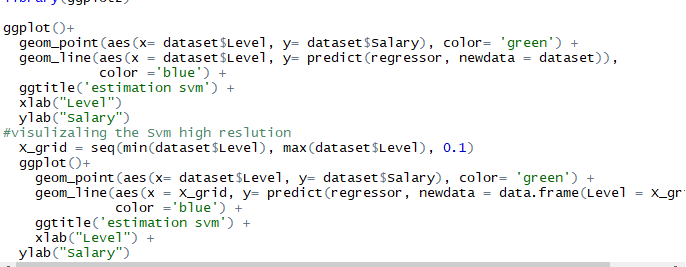 ggplot()+
geom_point(aes(x= dataset$Level, y= dataset$Salary), color= 'green') +
geom_line(aes(x = dataset$Level, y= predict(regressor, newdata = dataset)),
color ='blue') +
ggtitle('estimation svm') +
xlab("Level")
ylab("Salary")
#visulizaling the Svm high reslution
X_grid = seq(min(dataset$Level), max(dataset$Level), 0.1)
ggplot()+
geom_point(aes(x= dataset$Level, y= dataset$Salary), color= 'green') +
geom_line(aes(x = X_grid, y= predict(regressor, newdata = data.frame(Level = X_gr
color ='blue') +
ggtitle('estimation svm') +
xlab("Level") +
ylab("Salary")